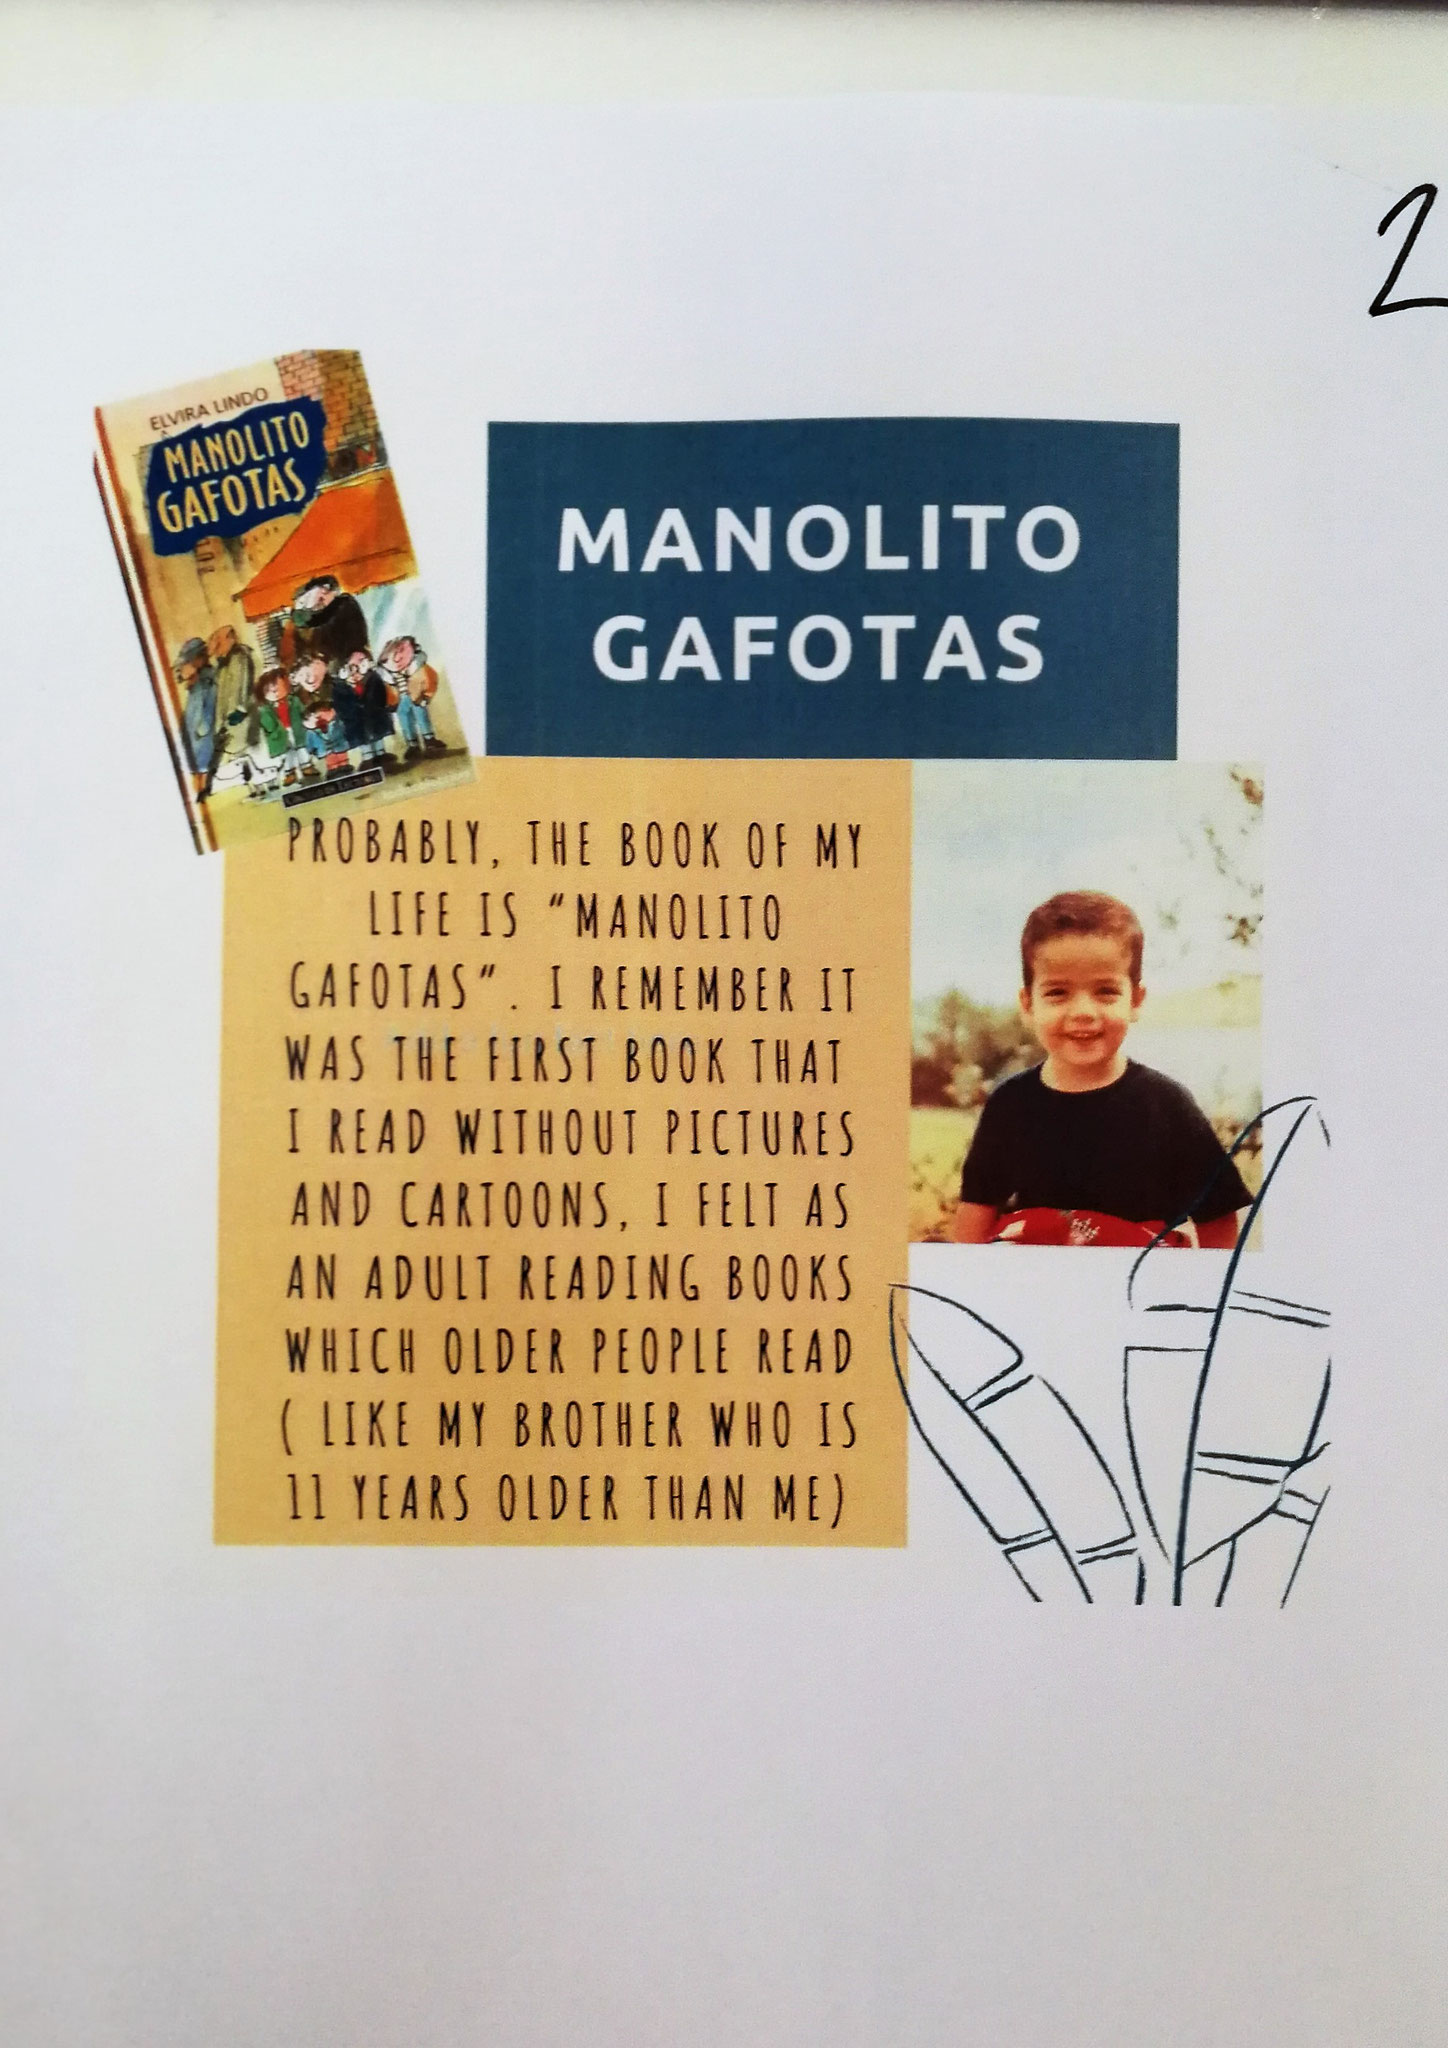 2
ELVIRA LINDO
MANOLITO
GAFOTAS
MANOLITO
GAFOTAS
PROBABLY, THE BOOK OF MY
LIFE IS "MANOLITO
GAFOTAS". I REMEMBER IT
WAS THE FIRST BOOK THAT
I READ WITHOUT PICTURES
AND CARTOONS, I FELT AS
AN ADULT READING BOOKS
WHICH OLDER PEOPLE READ
( LIKE MY BROTHER WHO IS
11 YEARS OLDER THAN ME)